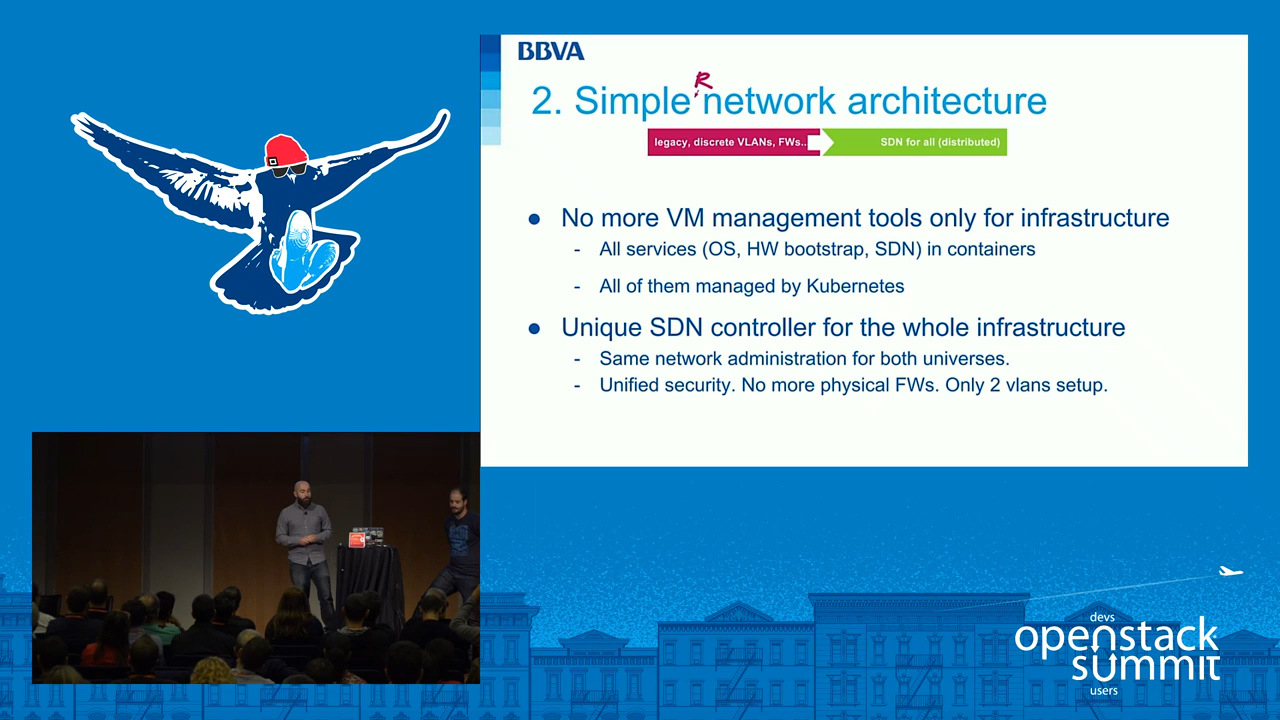 BBVA
R
2. Simple network architecture
legacy, discrete VLANs, FWs..
SDN for all (distributed)
● No more VM management tools only for infrastructure
- All services (OS, HW bootstrap, SDN) in containers
- All of them managed by Kubernetes
● Unique SDN controller for the whole infrastructure
- Same network administration for both universes.
- Unified security. No more physical FWs. Only 2 vlans setup.
devs
openstack
summit
users